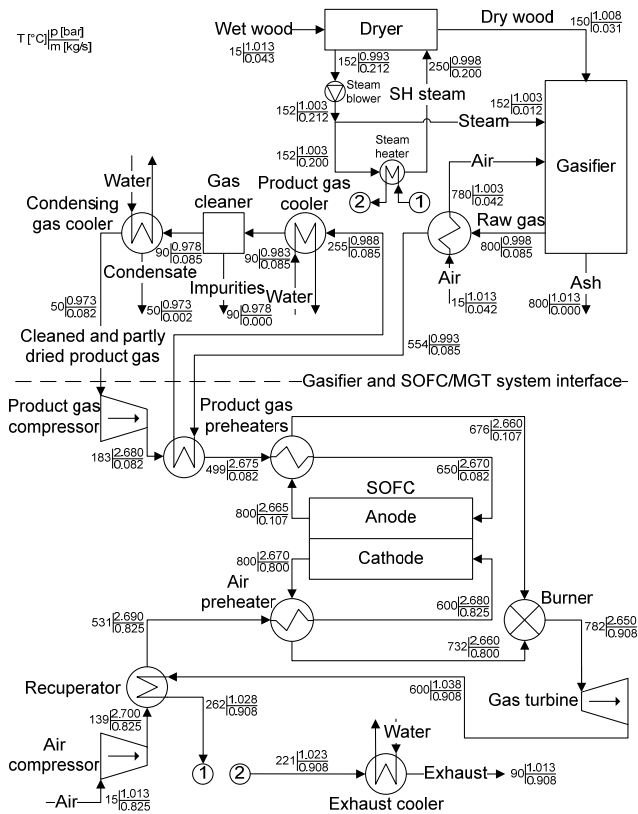 T [°C] p [bar]
m [kg/s]
Wet wood
15 1.013
0.043
Dryer
Dry wood
150 1.008
0.031
152 0.993
0.212
250 0.998
0.200
Steam
blower
SH steam
152 1.003
0.212
152 1.003
0.012
Steam
152 1.003
0.200
Steam
heater
2
1
Air
780 1.003
0.042
Gasifier
Water
Condensing
gas cooler
Gas
cleaner
Product gas
cooler
Raw gas
800 0.998
0.085
90 0.978
0.085
90 0.983
0.085
255 0.988
0.085
Condensate
Impurities
Water
Air
15 1.013
0.042
Ash
800 1.013
0.000
50 0.973
0.082
50 0.973
0.002
90 0.978
0.000
Cleaned and partly
dried product gas
554 0.993
0.085
Gasifier and SOFC/MGT system interface
Product gas
compressor
Product gas
preheaters
676 2.660
0.107
183 2.680
0.082
499 2.675
0.082
650 2.670
0.082
SOFC
800 2.665
0.107
Anode
800 2.670
0.800
Cathode
Air
preheater
600 2.680
0.825
Burner
531 2.690
0.825
732 2.660
0.800
782 2.650
0.908
Recuperator
262 1.028
0.908
600 1.038
0.908
Gas turbine
139 2.700
0.825
Air
compressor
1
2
221 1.023
0.908
Water
Exhaust
90 1.013
0.908
Air
15 1.013
0.825
Exhaust cooler